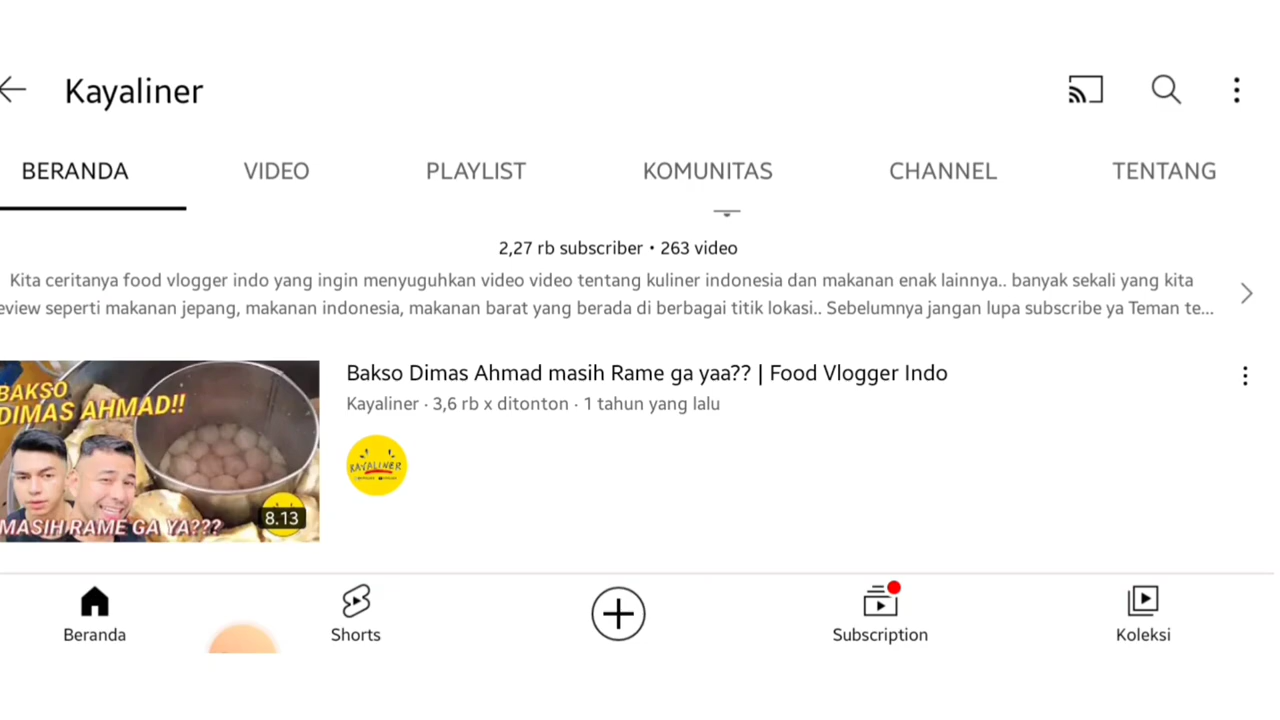 Kayaliner
BERANDA VIDEO PLAYLIST KOMUNITAS CHANNEL TENTANG
2,27 rb subscriber • 263 video
Kita ceritanya food vlogger indo yang ingin menyuguhkan video video tentang kuliner indonesia dan makanan enak lainnya.. banyak sekali yang kita
eview seperti makanan jepang, makanan indonesia, makanan barat yang berada di berbagai titik lokasi.. Sebelumnya jangan lupa subscribe ya Teman te...
BAKSO
DIMAS AHMAD!!
MASIH RAME GA YA???
8.13
Bakso Dimas Ahmad masih Rame ga yaa?? | Food Vlogger Indo
Kayaliner · 3,6 rb x ditonton · 1 tahun yang lalu
KAYALINER
Beranda Shorts Subscription Koleksi